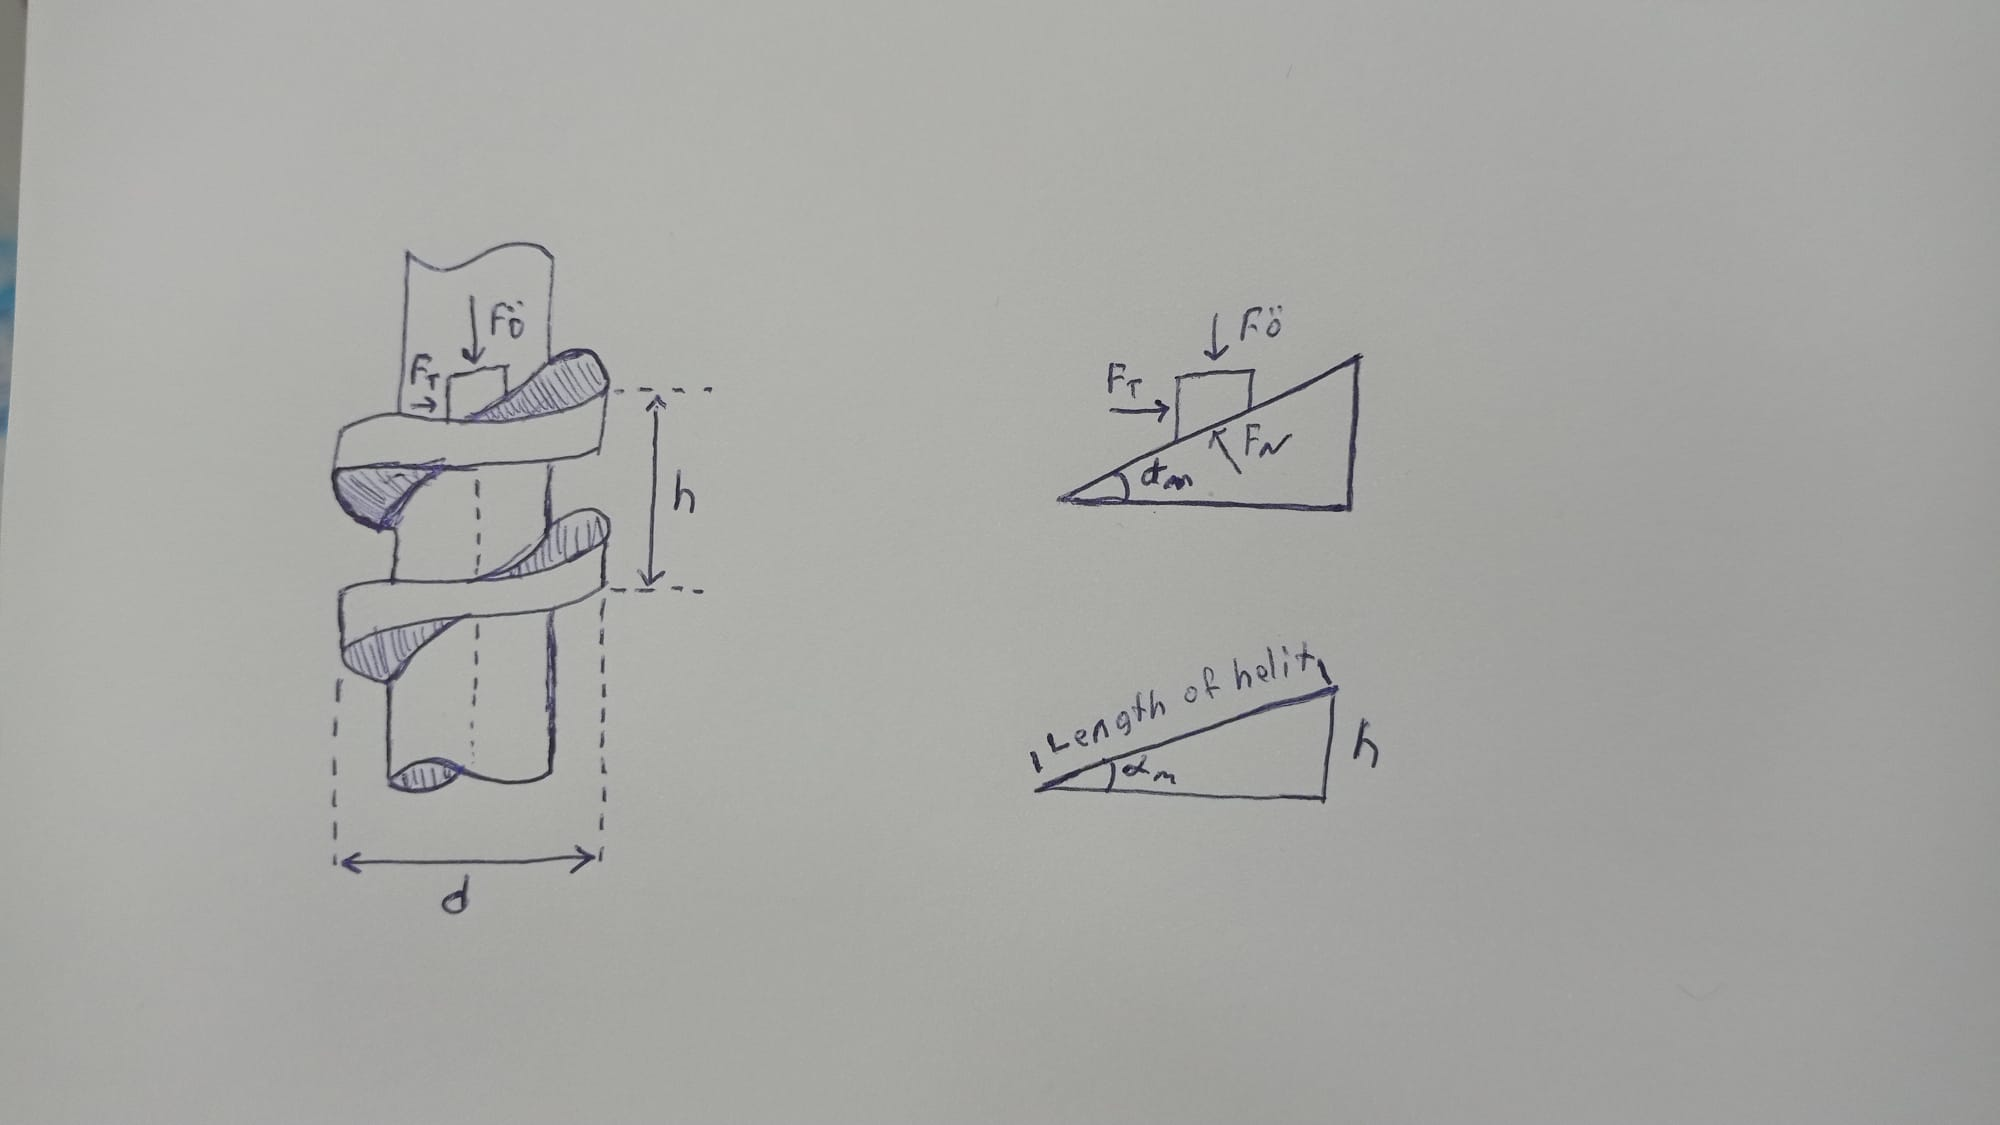 FÖ
FT
h
d
FÖ
FT
FN
αm
Length of helix
h
αm